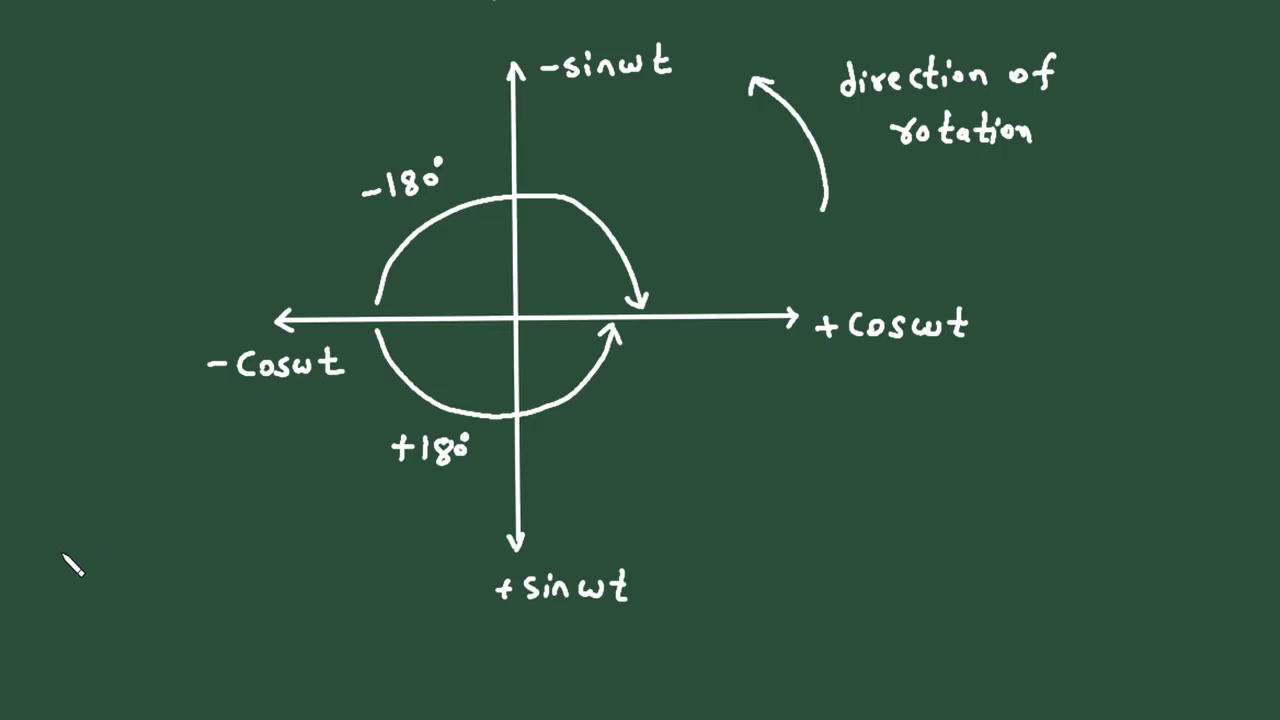 -sinωt
direction of
rotation
-180°
+cosωt
-cosωt
+180°
+sinωt